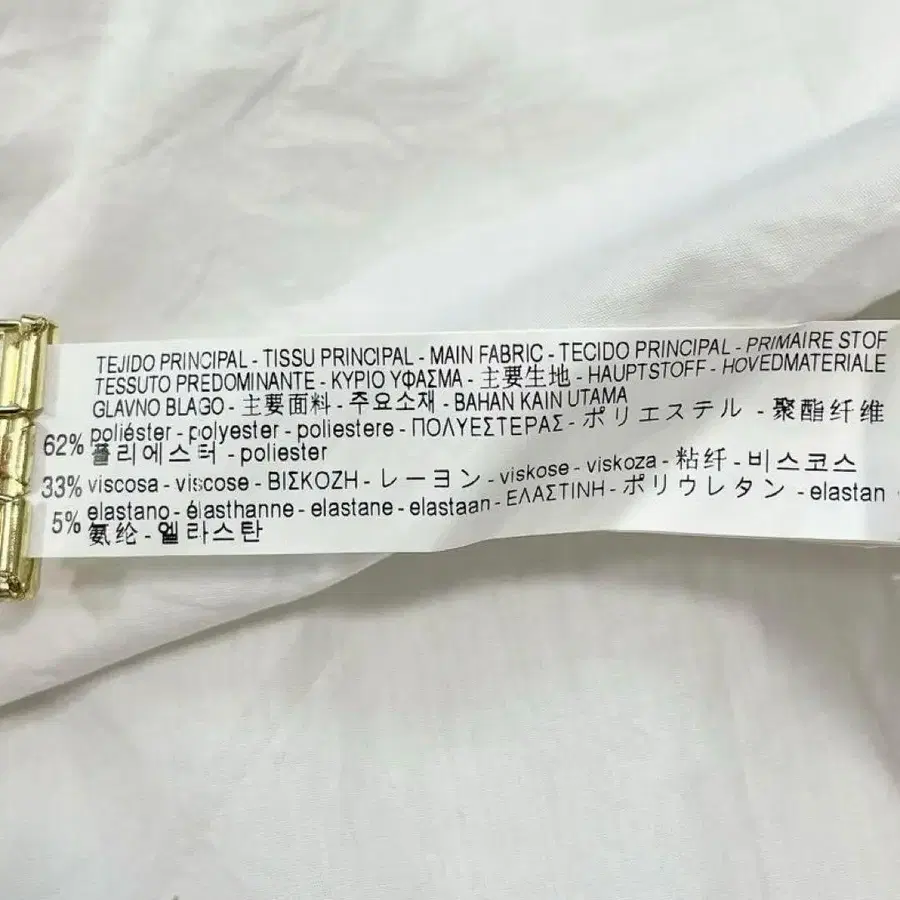 TEJIDO PRINCIPAL - TISSU PRINCIPAL - MAIN FABRIC - TECIDO PRINCIPAL - PRIMAIRE STOF
TESSUTO PREDOMINANTE - ΚΥΡΙΟ ΥΦΑΣΜΑ - 主要生地 - HAUPTSTOFF - HOVEDMATERIALE
GLAVNO BLAGO - 主要面料 - 주요소재 - BAHAN KAIN UTAMA
62% poliéster - polyester - poliestere - ΠΟΛΥΕΣΤΕΡΑΣ - ポリエステル - 聚酯纤维
폴리에스터 - poliester
33% viscosa - viscose - ΒΙΣΚΟΖΗ - レーヨン - viskose - viskoza - 粘纤 - 비스코스
5% elastano - élasthanne - elastane - elastaan - ΕΛΑΣΤΙΝΗ - ポリウレタン - elastan
氨纶 - 엘라스탄